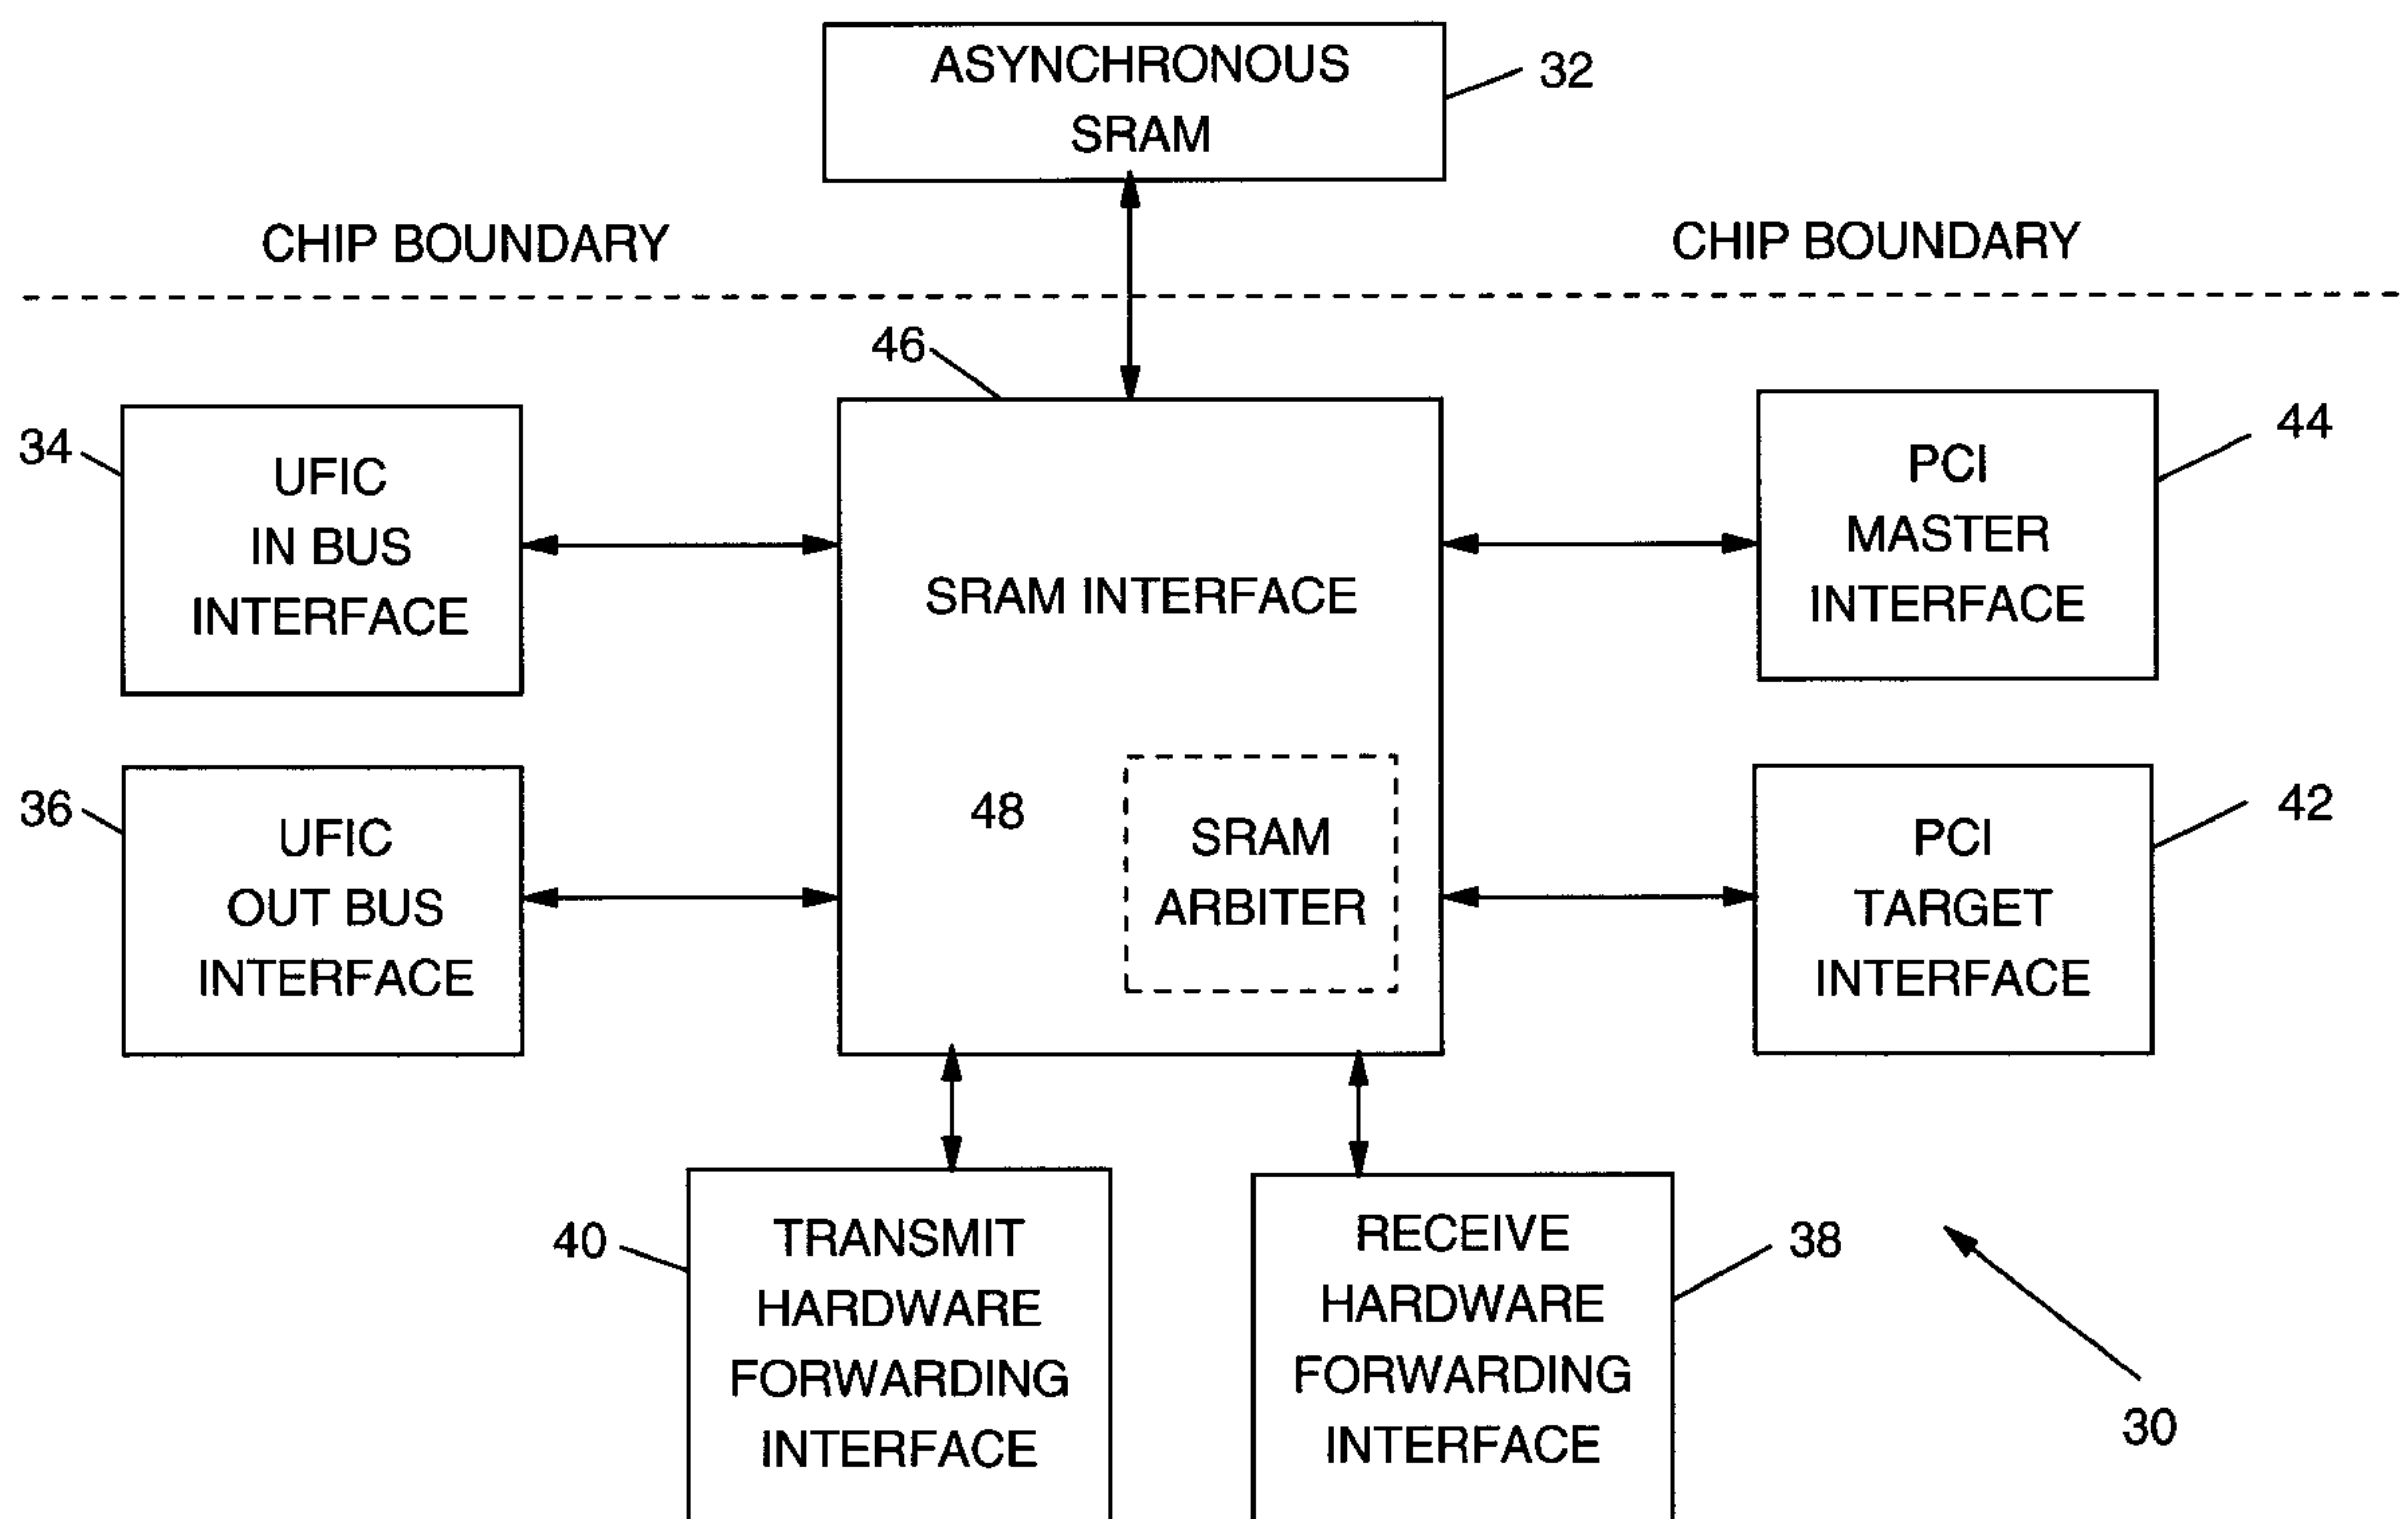 ASYNCHRONOUS
SRAM
32
CHIP BOUNDARY
CHIP BOUNDARY
46
34
UFIC
IN BUS
INTERFACE
SRAM INTERFACE
PCI
MASTER
INTERFACE
44
36
UFIC
OUT BUS
INTERFACE
48
SRAM
ARBITER
PCI
TARGET
INTERFACE
42
40
TRANSMIT
HARDWARE
FORWARDING
INTERFACE
RECEIVE
HARDWARE
FORWARDING
INTERFACE
38
30